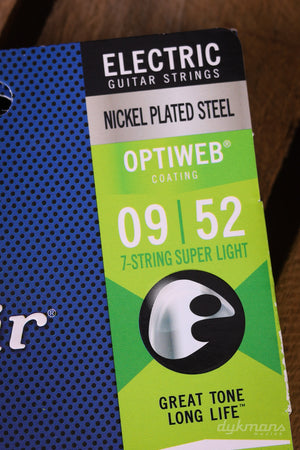 ELECTRIC
GUITAR STRINGS
NICKEL PLATED STEEL
OPTIWEB®
COATING
09 | 52
7-STRING SUPER LIGHT
GREAT TONE
LONG LIFE™
dykmans